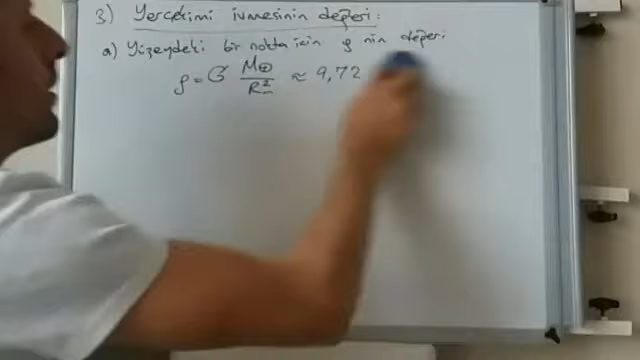 3) Yerçekimi ivmesinin değeri:
a) Yüzeydeki bir nokta için g nin değeri
g = G M⊕ / R² ≈ 9,72